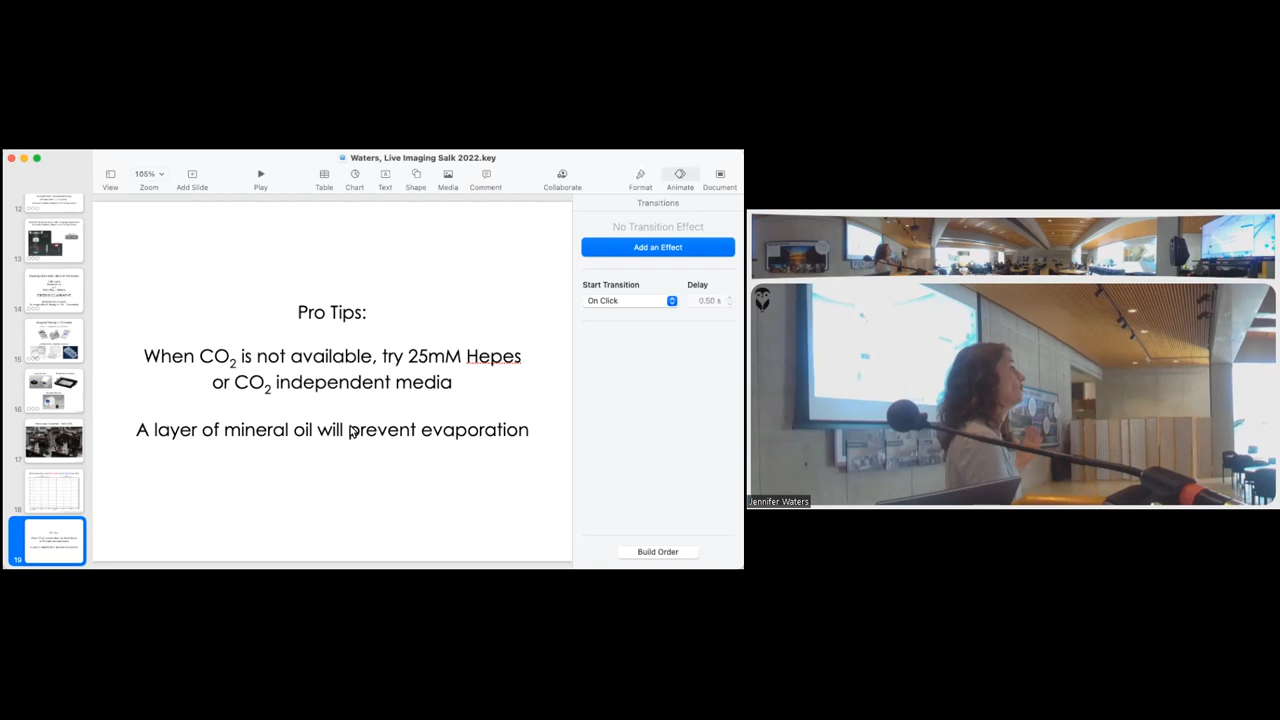 Waters, Live Imaging Salk 2022.key
105%
View
Zoom
Add Slide
Play
Table
Chart
Text
Shape
Media
Comment
Collaborate
Format
Animate
Document
Transitions
No Transition Effect
Add an Effect
Start Transition
Delay
On Click
0.50 s
Build Order
12
13
14
15
16
17
18
19
Pro Tips:
When CO2 is not available, try 25mM Hepes
or CO2 independent media
A layer of mineral oil will prevent evaporation
Jennifer Waters